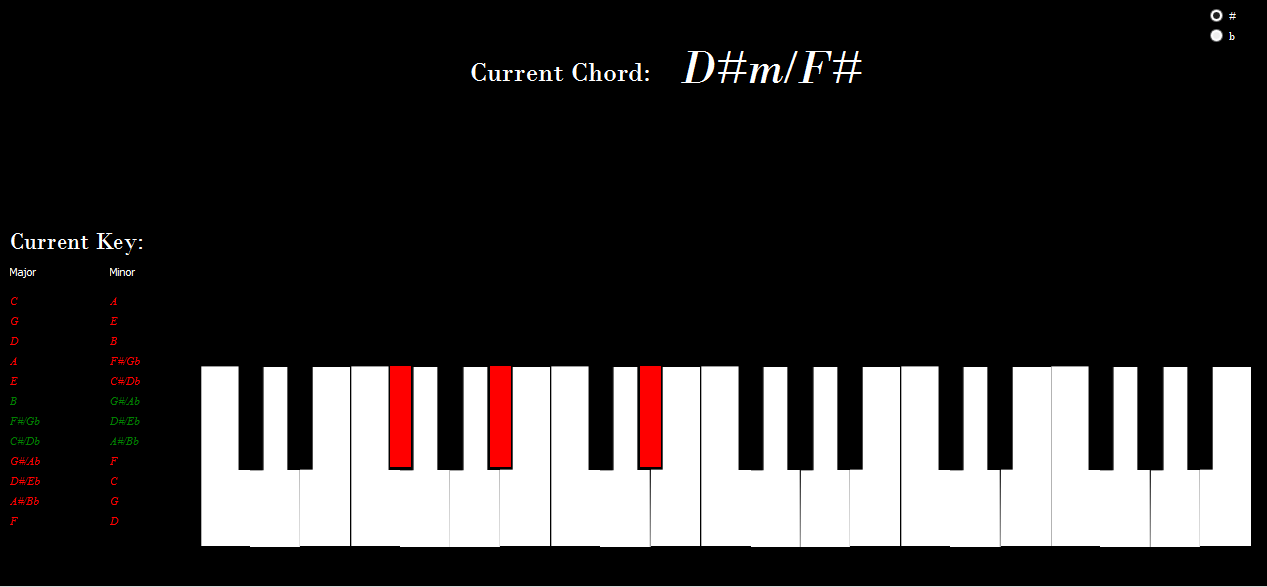 #
b
Current Chord: D#m/F#
Current Key:
Major Minor
C A
G E
D B
A F#/Gb
E C#/Db
B G#/Ab
F#/Gb D#/Eb
C#/Db A#/Bb
G#/Ab F
D#/Eb C
A#/Bb G
F D